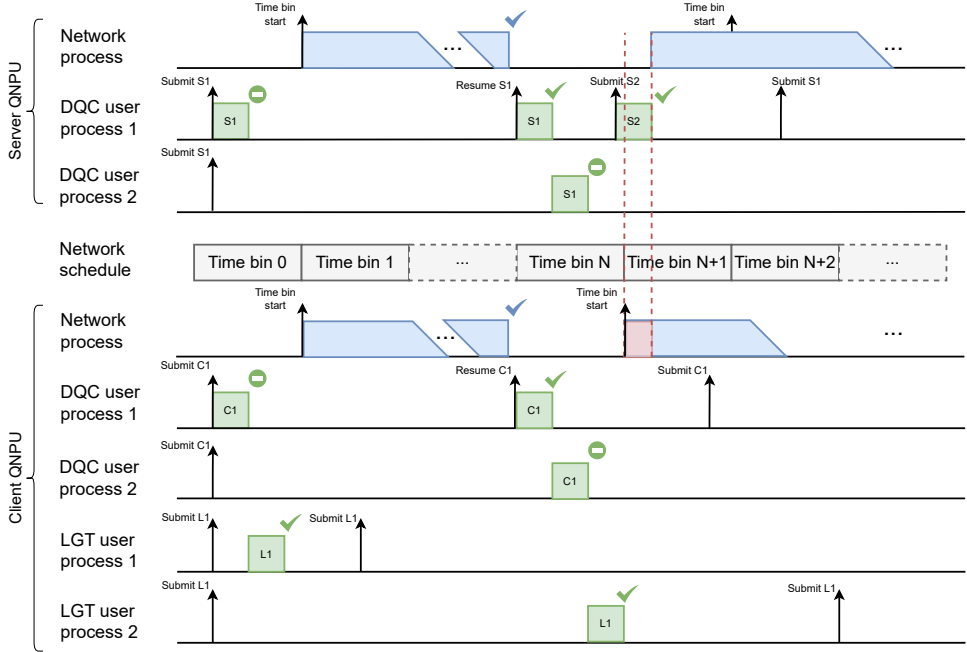 Server QNPU
Network
process
Time bin
start
...
Time bin
start
...
DQC user
process 1
Submit S1
S1
Resume S1
S1
Submit S2
S2
Submit S1
DQC user
process 2
Submit S1
S1
Network
schedule
Time bin 0
Time bin 1
...
Time bin N
Time bin N+1
Time bin N+2
...
Client QNPU
Network
process
Time bin
start
...
Time bin
start
...
DQC user
process 1
Submit C1
C1
Resume C1
C1
Submit C1
DQC user
process 2
Submit C1
C1
LGT user
process 1
Submit L1
L1
Submit L1
LGT user
process 2
Submit L1
L1
Submit L1